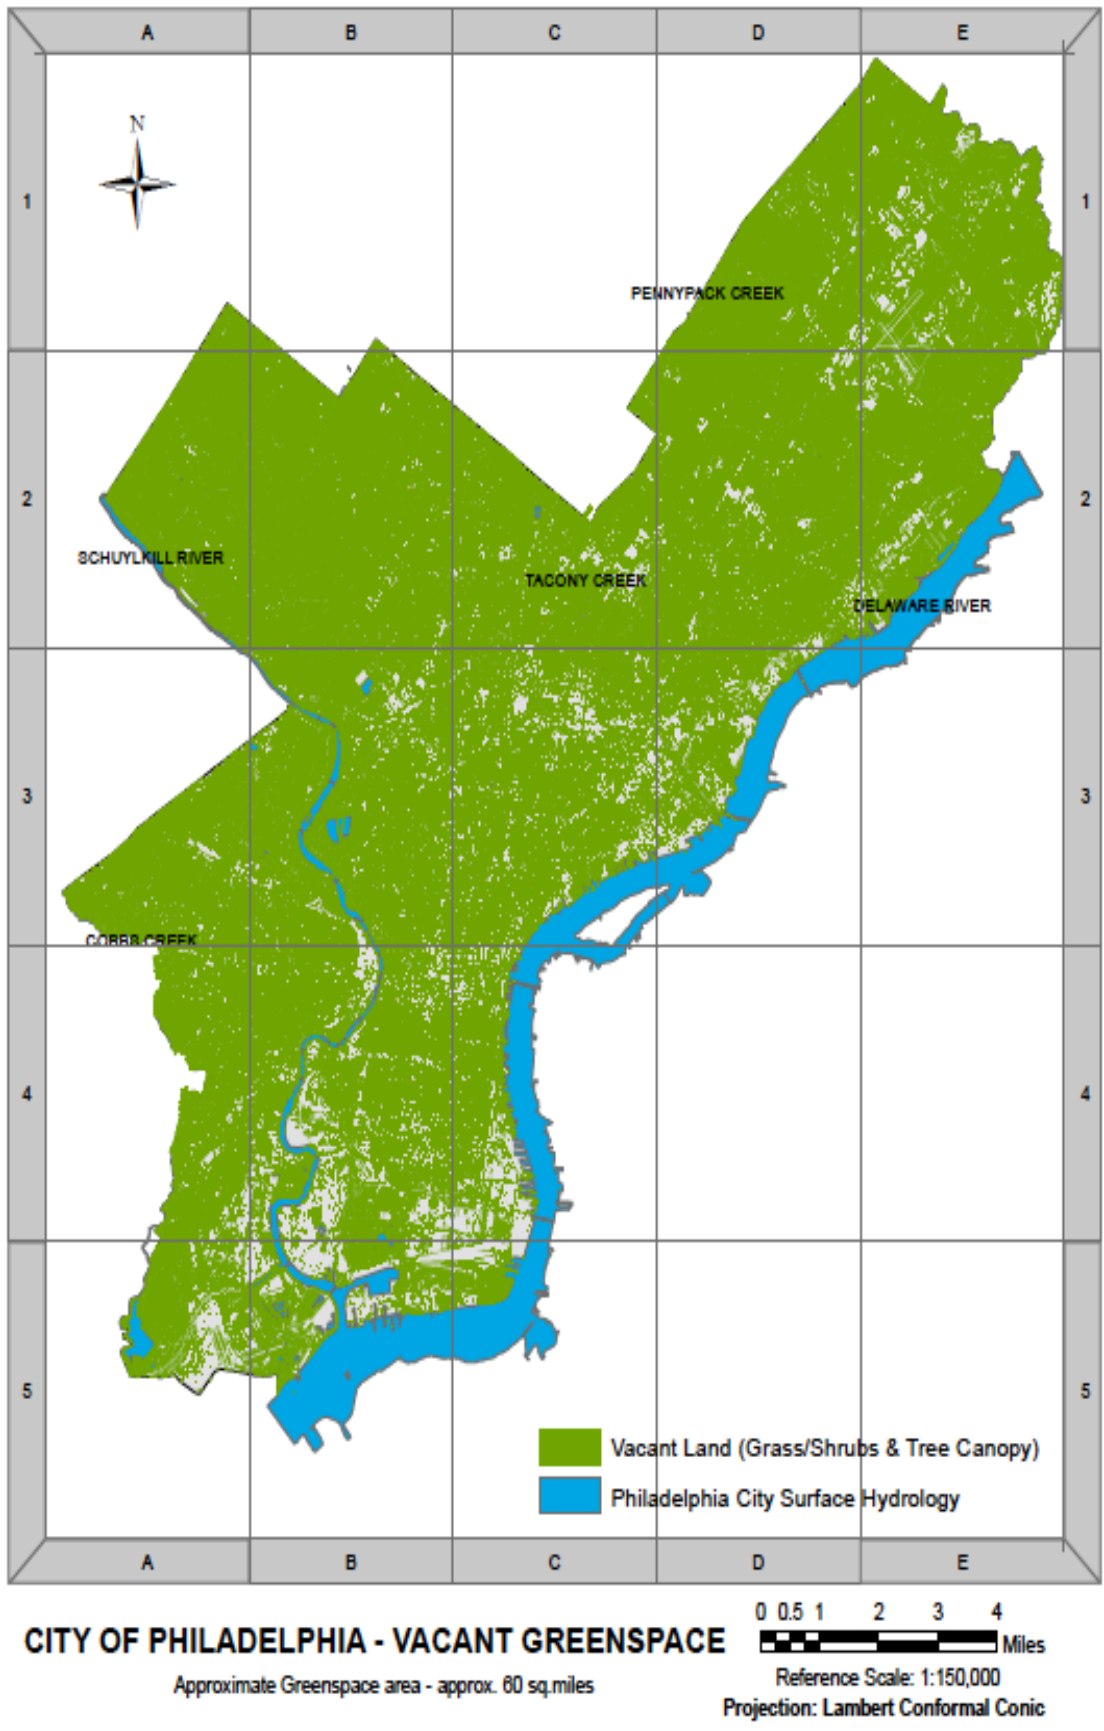 A B C D E
N
1 1
PENNYPACK CREEK
2 2
SCHUYLKILL RIVER
TACONY CREEK
DELAWARE RIVER
3 3
COBBS CREEK
4 4
5 5
Vacant Land (Grass/Shrubs & Tree Canopy)
Philadelphia City Surface Hydrology
A B C D E
CITY OF PHILADELPHIA - VACANT GREENSPACE
Approximate Greenspace area - approx. 60 sq.miles
0 0.5 1 2 3 4
Miles
Reference Scale: 1:150,000
Projection: Lambert Conformal Conic